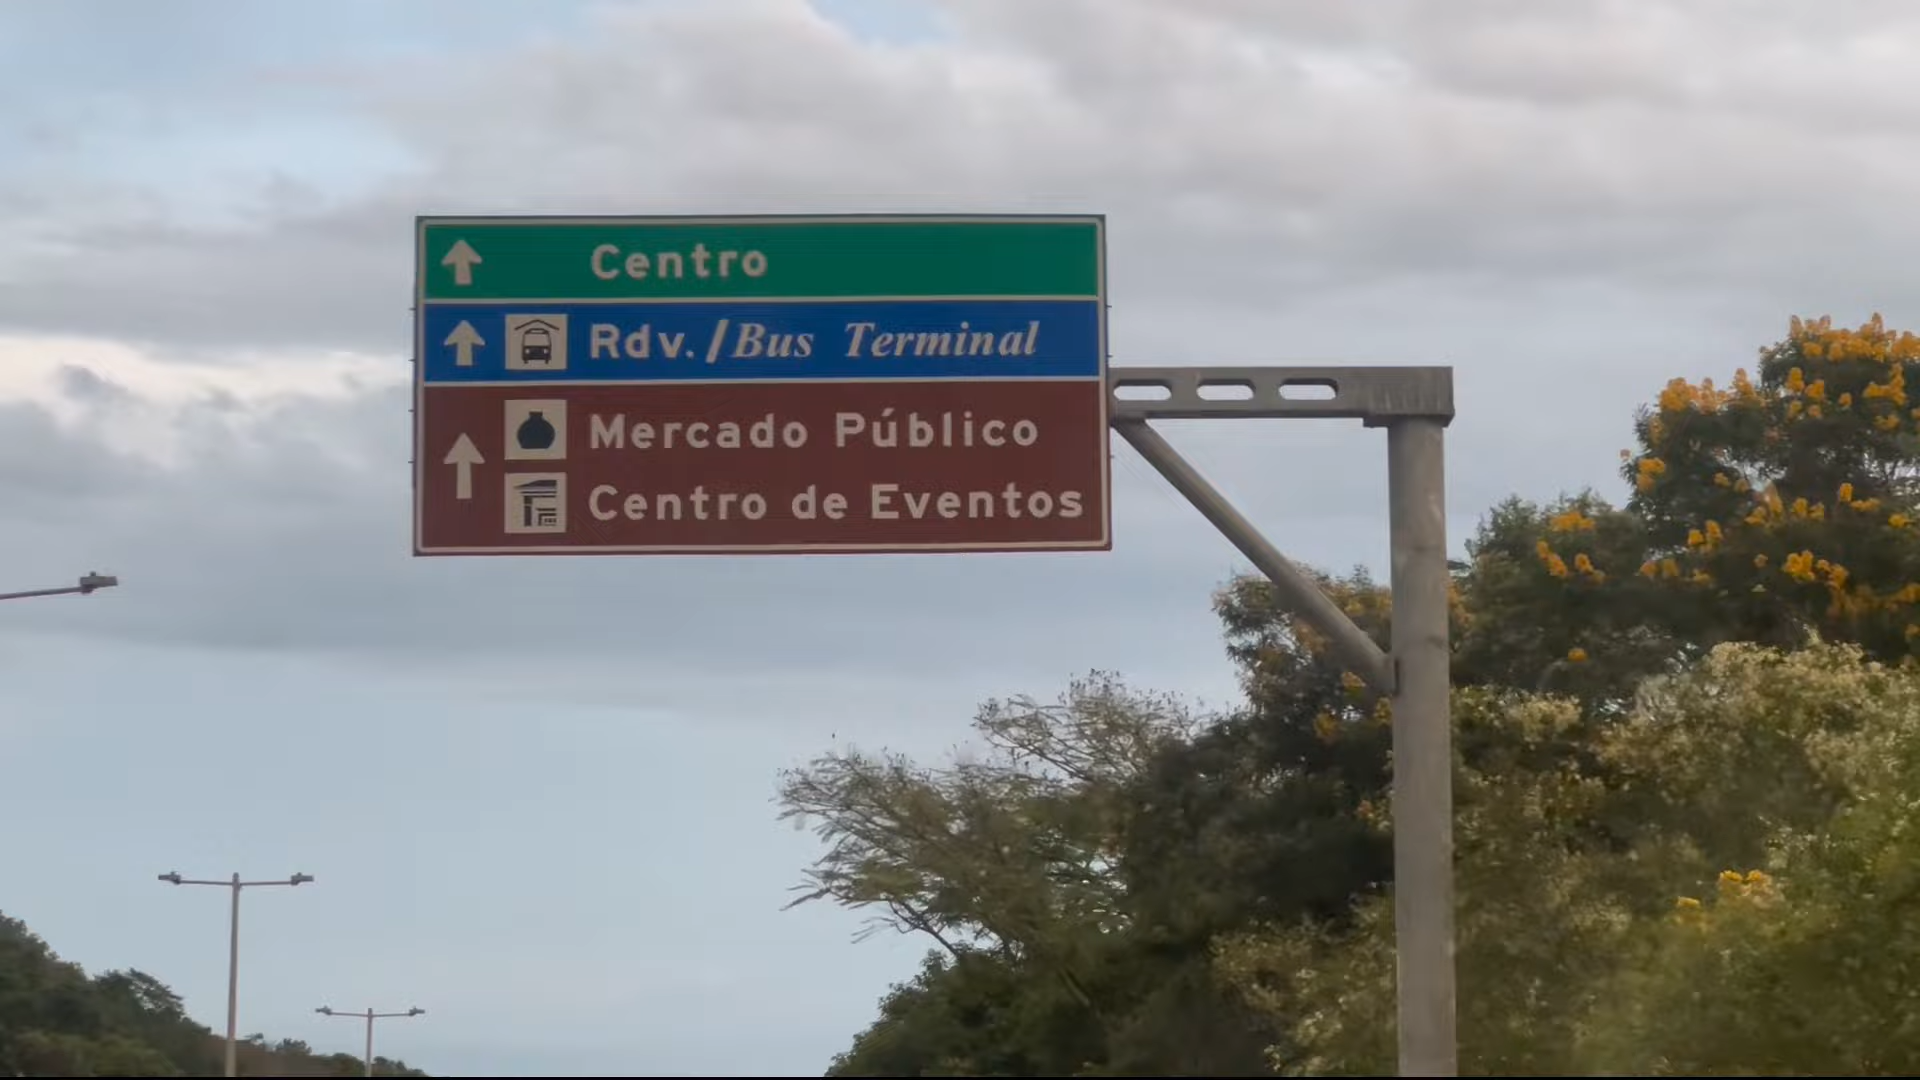 Centro
Rdv. /Bus Terminal
Mercado Público
Centro de Eventos